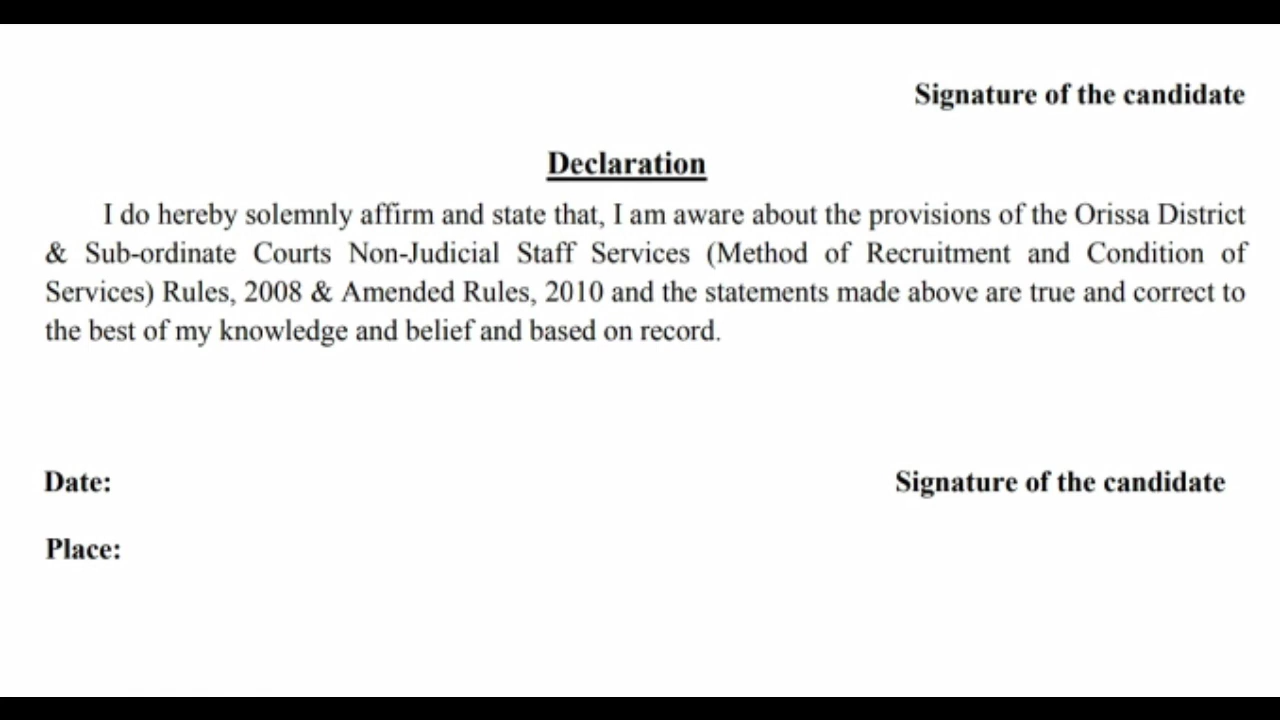 Signature of the candidate
Declaration
I do hereby solemnly affirm and state that, I am aware about the provisions of the Orissa District
& Sub-ordinate Courts Non-Judicial Staff Services (Method of Recruitment and Condition of
Services) Rules, 2008 & Amended Rules, 2010 and the statements made above are true and correct to
the best of my knowledge and belief and based on record.
Date: Signature of the candidate
Place: